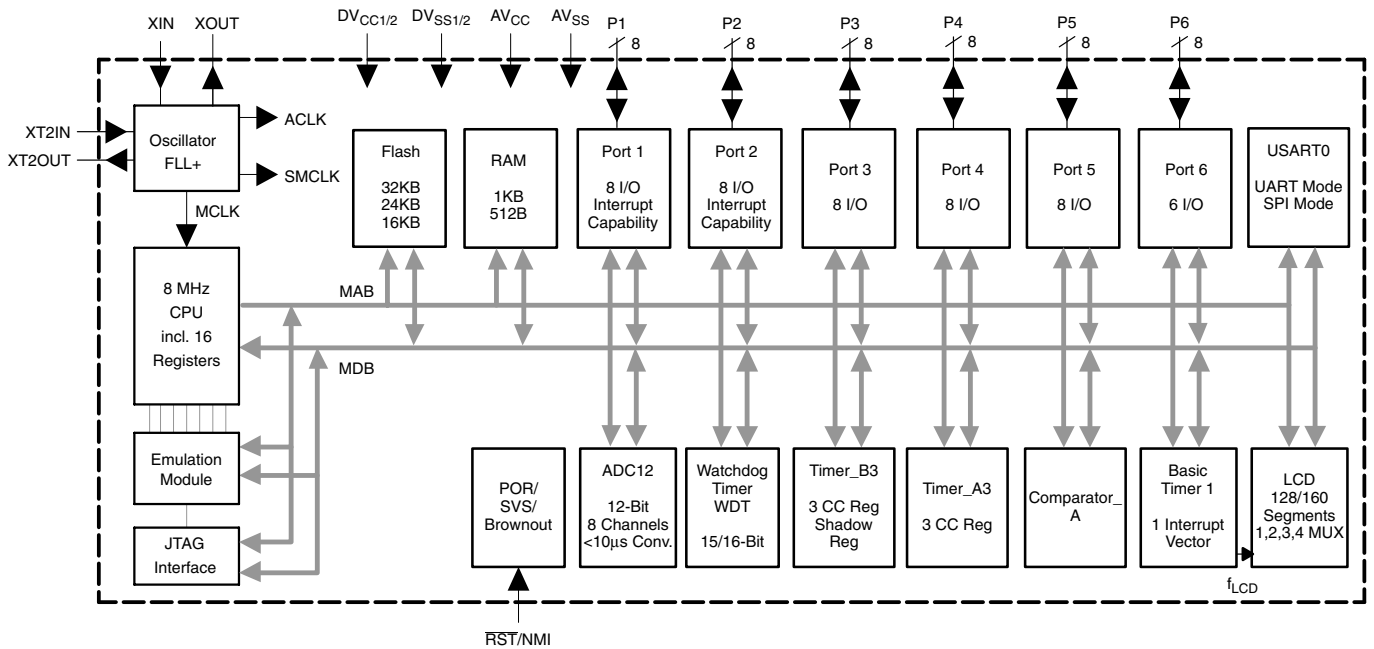 XIN
XOUT
DVCC1/2
DVSS1/2
AVCC
AVSS
P1
8
P2
8
P3
8
P4
8
P5
8
P6
8
XT2IN
XT2OUT
Oscillator
FLL+
ACLK
SMCLK
MCLK
Flash
32KB
24KB
16KB
RAM
1KB
512B
Port 1
8 I/O
Interrupt
Capability
Port 2
8 I/O
Interrupt
Capability
Port 3
8 I/O
Port 4
8 I/O
Port 5
8 I/O
Port 6
6 I/O
USART0
UART Mode
SPI Mode
8 MHz
CPU
incl. 16
Registers
MAB
MDB
Emulation
Module
JTAG
Interface
POR/
SVS/
Brownout
ADC12
12-Bit
8 Channels
<10μs Conv.
Watchdog
Timer
WDT
15/16-Bit
Timer_B3
3 CC Reg
Shadow
Reg
Timer_A3
3 CC Reg
Comparator_
A
Basic
Timer 1
1 Interrupt
Vector
LCD
128/160
Segments
1,2,3,4 MUX
fLCD
RST/NMI